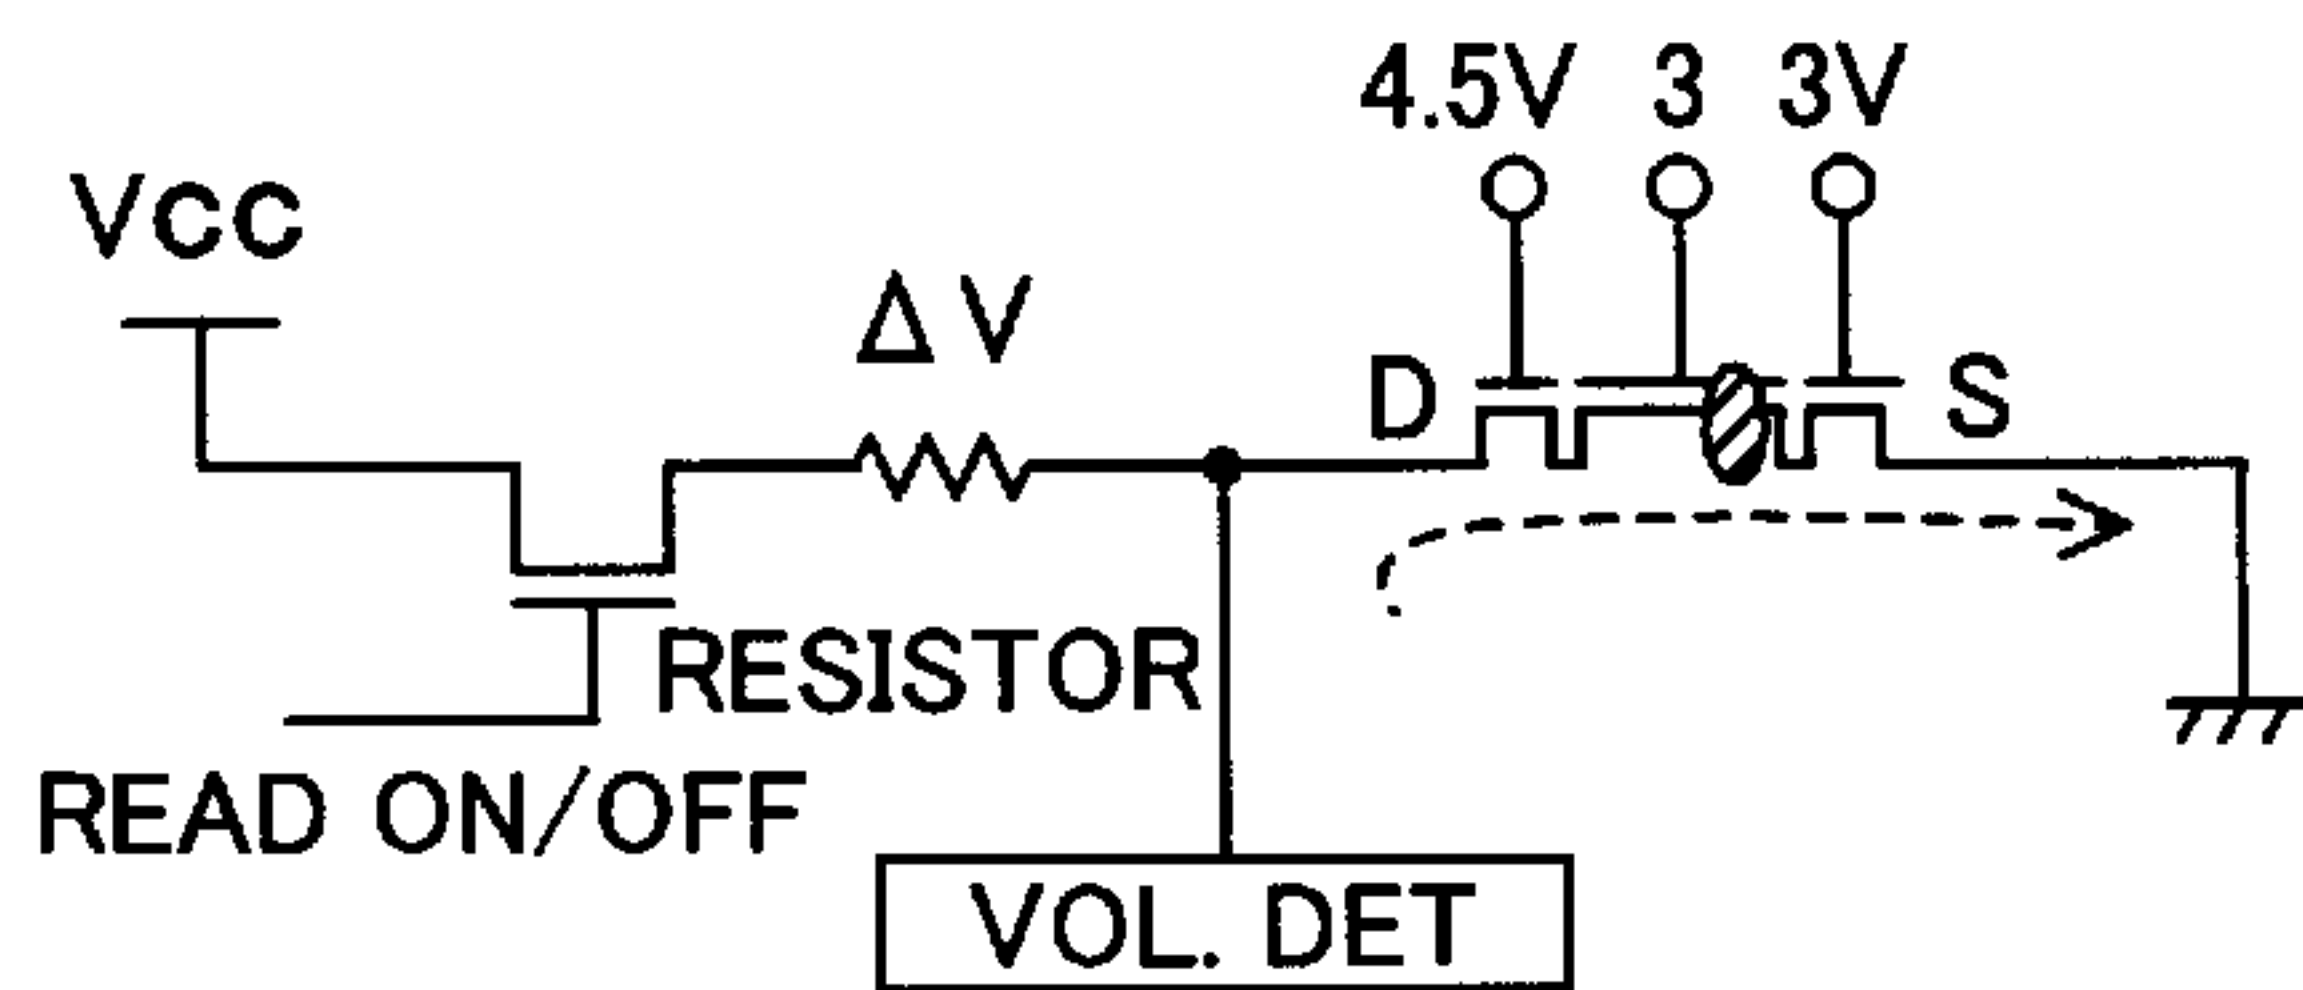 4.5V 3 3V
Vcc
ΔV
D S
RESISTOR
READ ON/OFF
VOL. DET